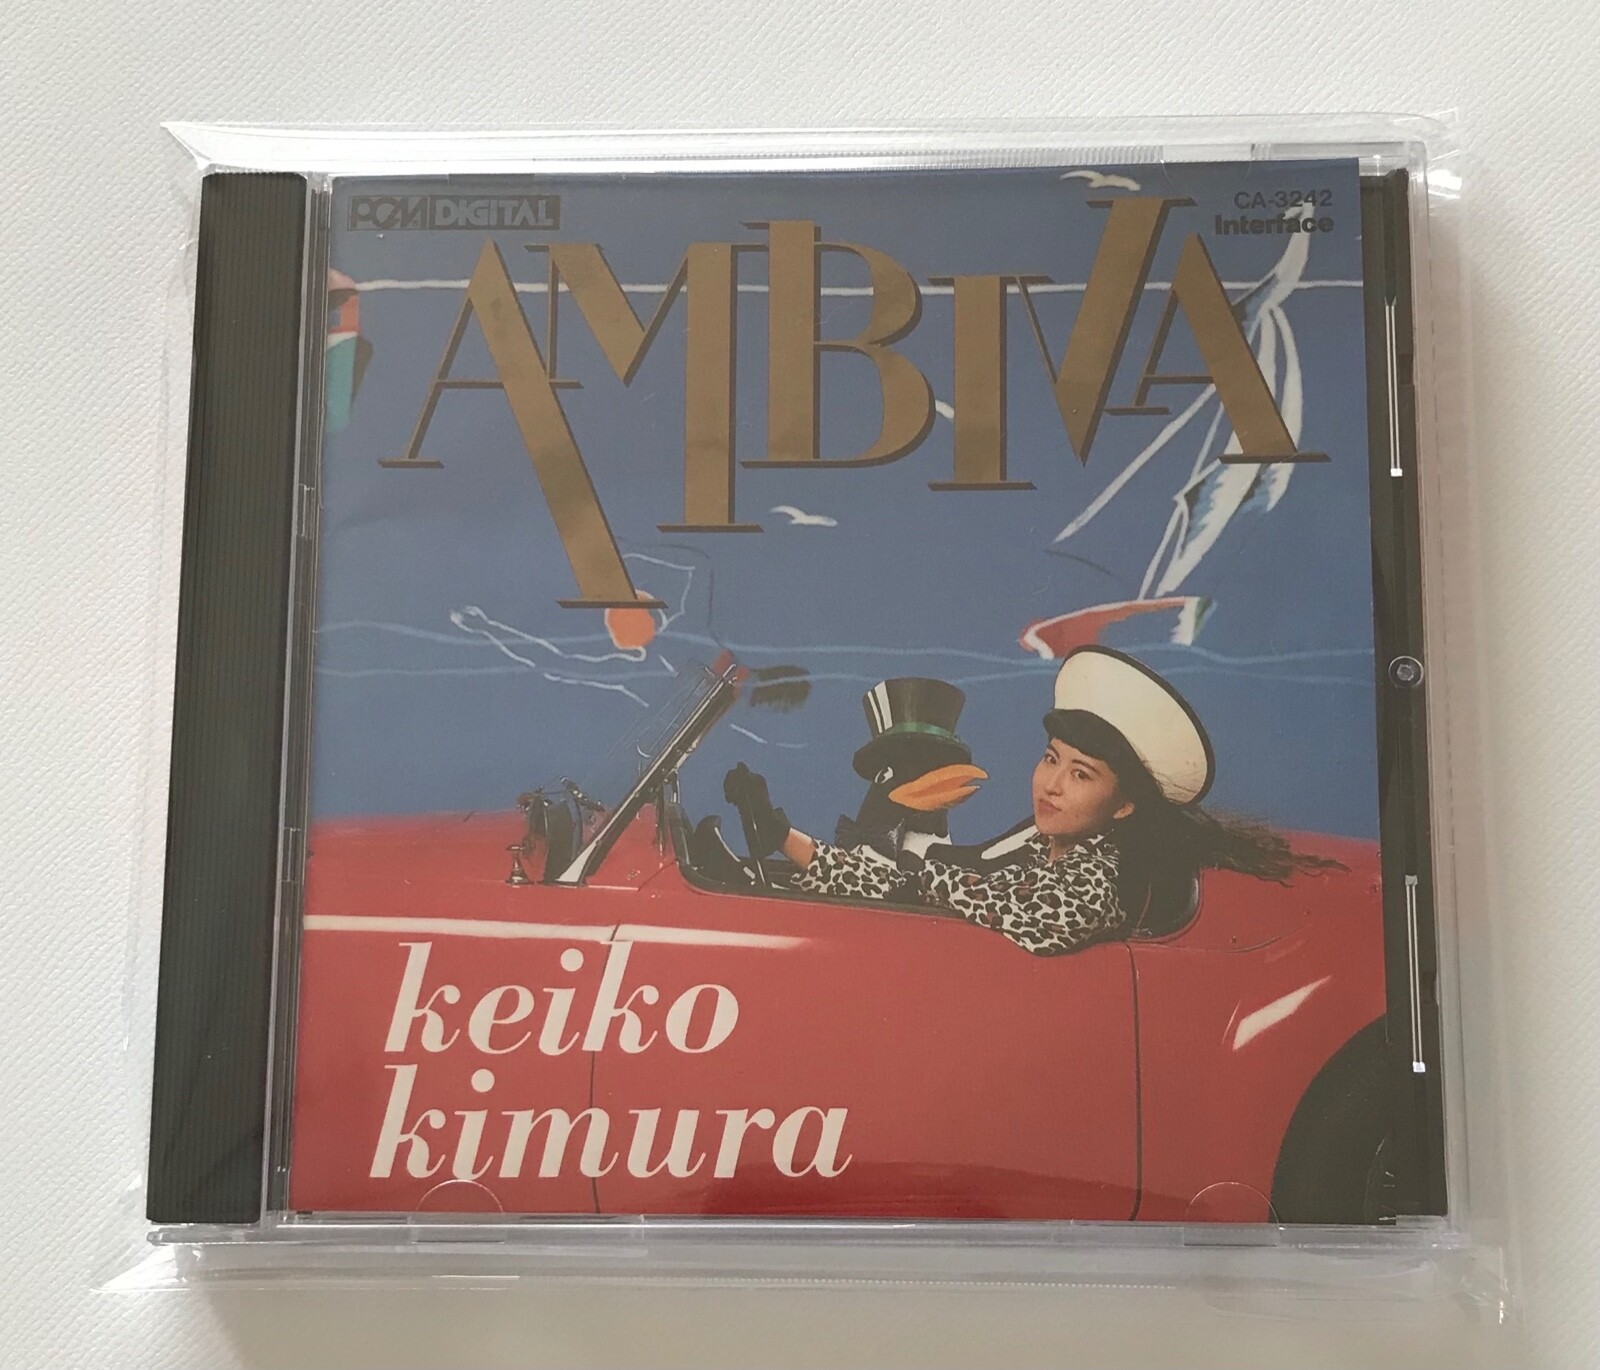 PCM DIGITAL
CA-3242
Interface
AMBIVA
keiko
kimura